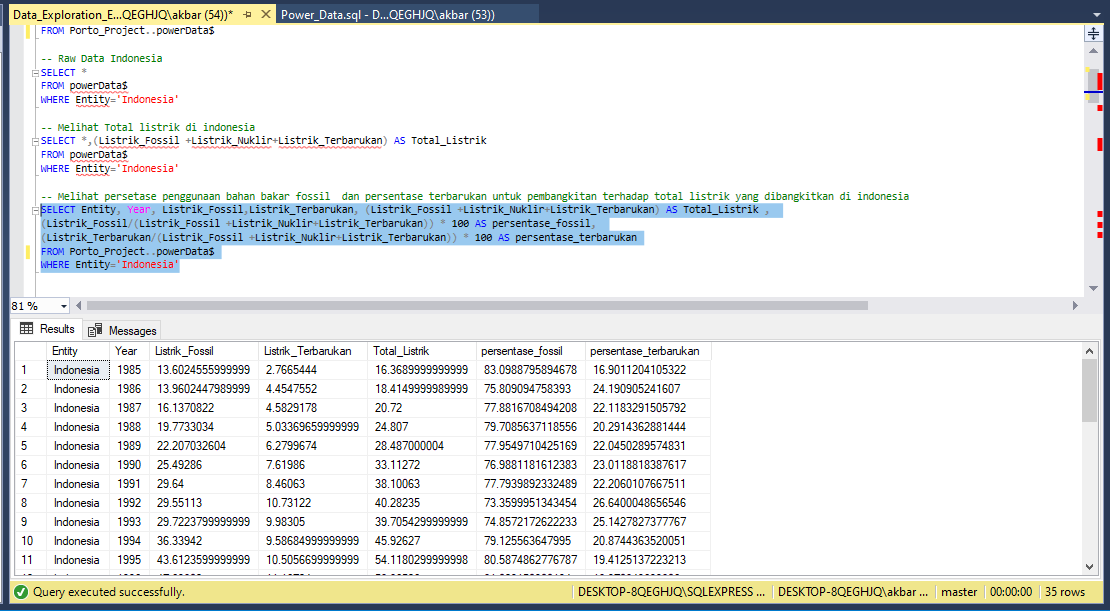 Data_Exploration_E...QEGHJQ\akbar (54))* Power_Data.sql - D...QEGHJQ\akbar (53))
FROM Porto_Project..powerData$
-- Raw Data Indonesia
SELECT *
FROM powerData$
WHERE Entity='Indonesia'
-- Melihat Total listrik di indonesia
SELECT *,(Listrik_Fossil +Listrik_Nuklir+Listrik_Terbarukan) AS Total_Listrik
FROM powerData$
WHERE Entity='Indonesia'
-- Melihat persetase penggunaan bahan bakar fossil  dan persentase terbarukan untuk pembangkitan terhadap total listrik yang dibangkitkan di indonesia
SELECT Entity, Year, Listrik_Fossil,Listrik_Terbarukan, (Listrik_Fossil +Listrik_Nuklir+Listrik_Terbarukan) AS Total_Listrik ,
(Listrik_Fossil/(Listrik_Fossil +Listrik_Nuklir+Listrik_Terbarukan)) * 100 AS persentase_fossil,
(Listrik_Terbarukan/(Listrik_Fossil +Listrik_Nuklir+Listrik_Terbarukan)) * 100 AS persentase_terbarukan
FROM Porto_Project..powerData$
WHERE Entity='Indonesia'
81 %
Results Messages
Entity Year Listrik_Fossil Listrik_Terbarukan Total_Listrik persentase_fossil persentase_terbarukan
1 Indonesia 1985 13.6024555999999 2.7665444 16.3689999999999 83.0988795894678 16.9011204105322
2 Indonesia 1986 13.9602447989999 4.4547552 18.4149999989999 75.809094758393 24.190905241607
3 Indonesia 1987 16.1370822 4.5829178 20.72 77.8816708494208 22.1183291505792
4 Indonesia 1988 19.7733034 5.03369659999999 24.807 79.7085637118556 20.2914362881444
5 Indonesia 1989 22.207032604 6.2799674 28.487000004 77.9549710425169 22.0450289574831
6 Indonesia 1990 25.49286 7.61986 33.11272 76.9881181612383 23.0118818387617
7 Indonesia 1991 29.64 8.46063 38.10063 77.7939892332489 22.2060107667511
8 Indonesia 1992 29.55113 10.73122 40.28235 73.3599951343454 26.6400048656546
9 Indonesia 1993 29.7223799999999 9.98305 39.7054299999999 74.8572172622233 25.1427827377767
10 Indonesia 1994 36.33942 9.58684999999999 45.92627 79.125563647995 20.8744363520051
11 Indonesia 1995 43.6123599999999 10.5056699999999 54.1180299999998 80.5874862776787 19.4125137223213
Query executed successfully. DESKTOP-8QEGHJQ\SQLEXPRESS ... DESKTOP-8QEGHJQ\akbar ... master 00:00:00 35 rows